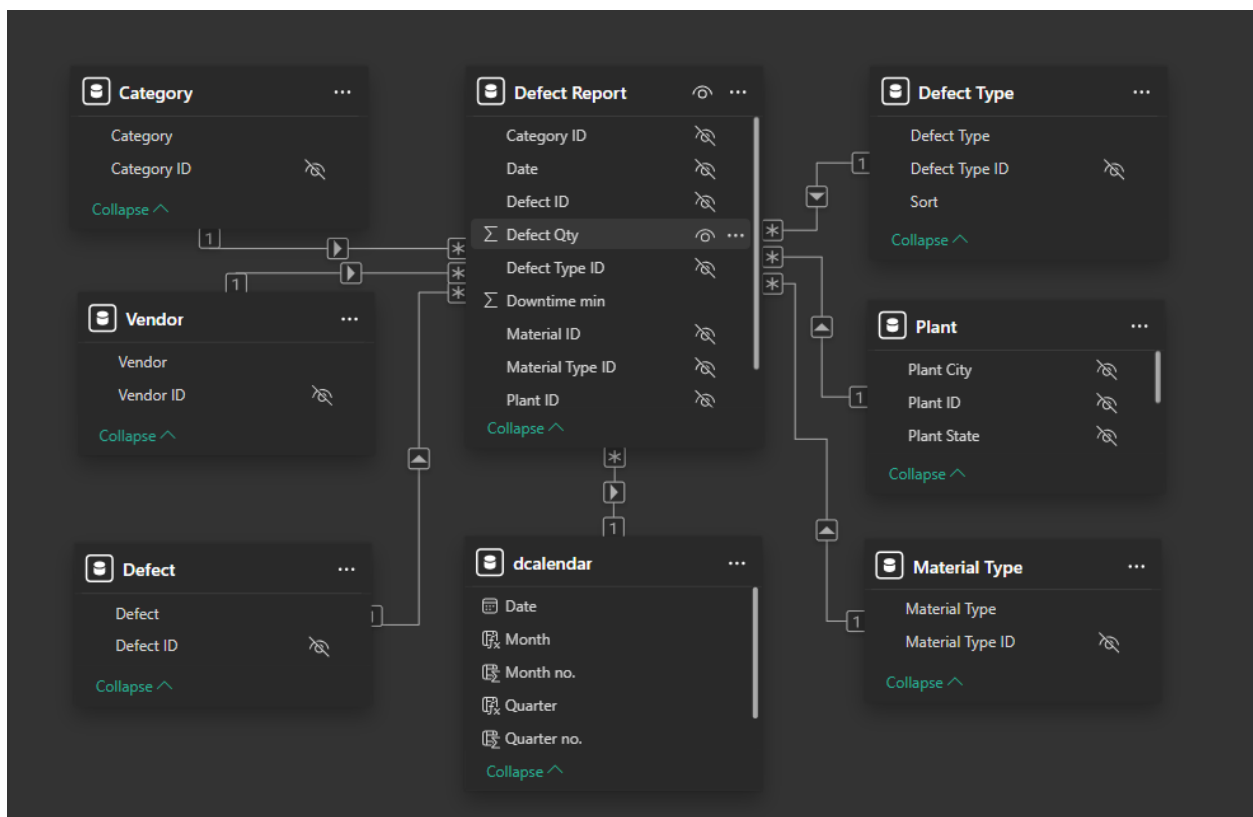 Category
Category
Category ID
Collapse
1
*
Vendor
Vendor
Vendor ID
Collapse
1
*
Defect
Defect
Defect ID
Collapse
1
*
Defect Report
Category ID
Date
Defect ID
Σ Defect Qty
Defect Type ID
Σ Downtime min
Material ID
Material Type ID
Plant ID
Collapse
*
1
dcalendar
Date
Month
Month no.
Quarter
Quarter no.
Collapse
Defect Type
Defect Type
Defect Type ID
Sort
Collapse
1
*
Plant
Plant City
Plant ID
Plant State
Collapse
1
*
Material Type
Material Type
Material Type ID
Collapse
1
*